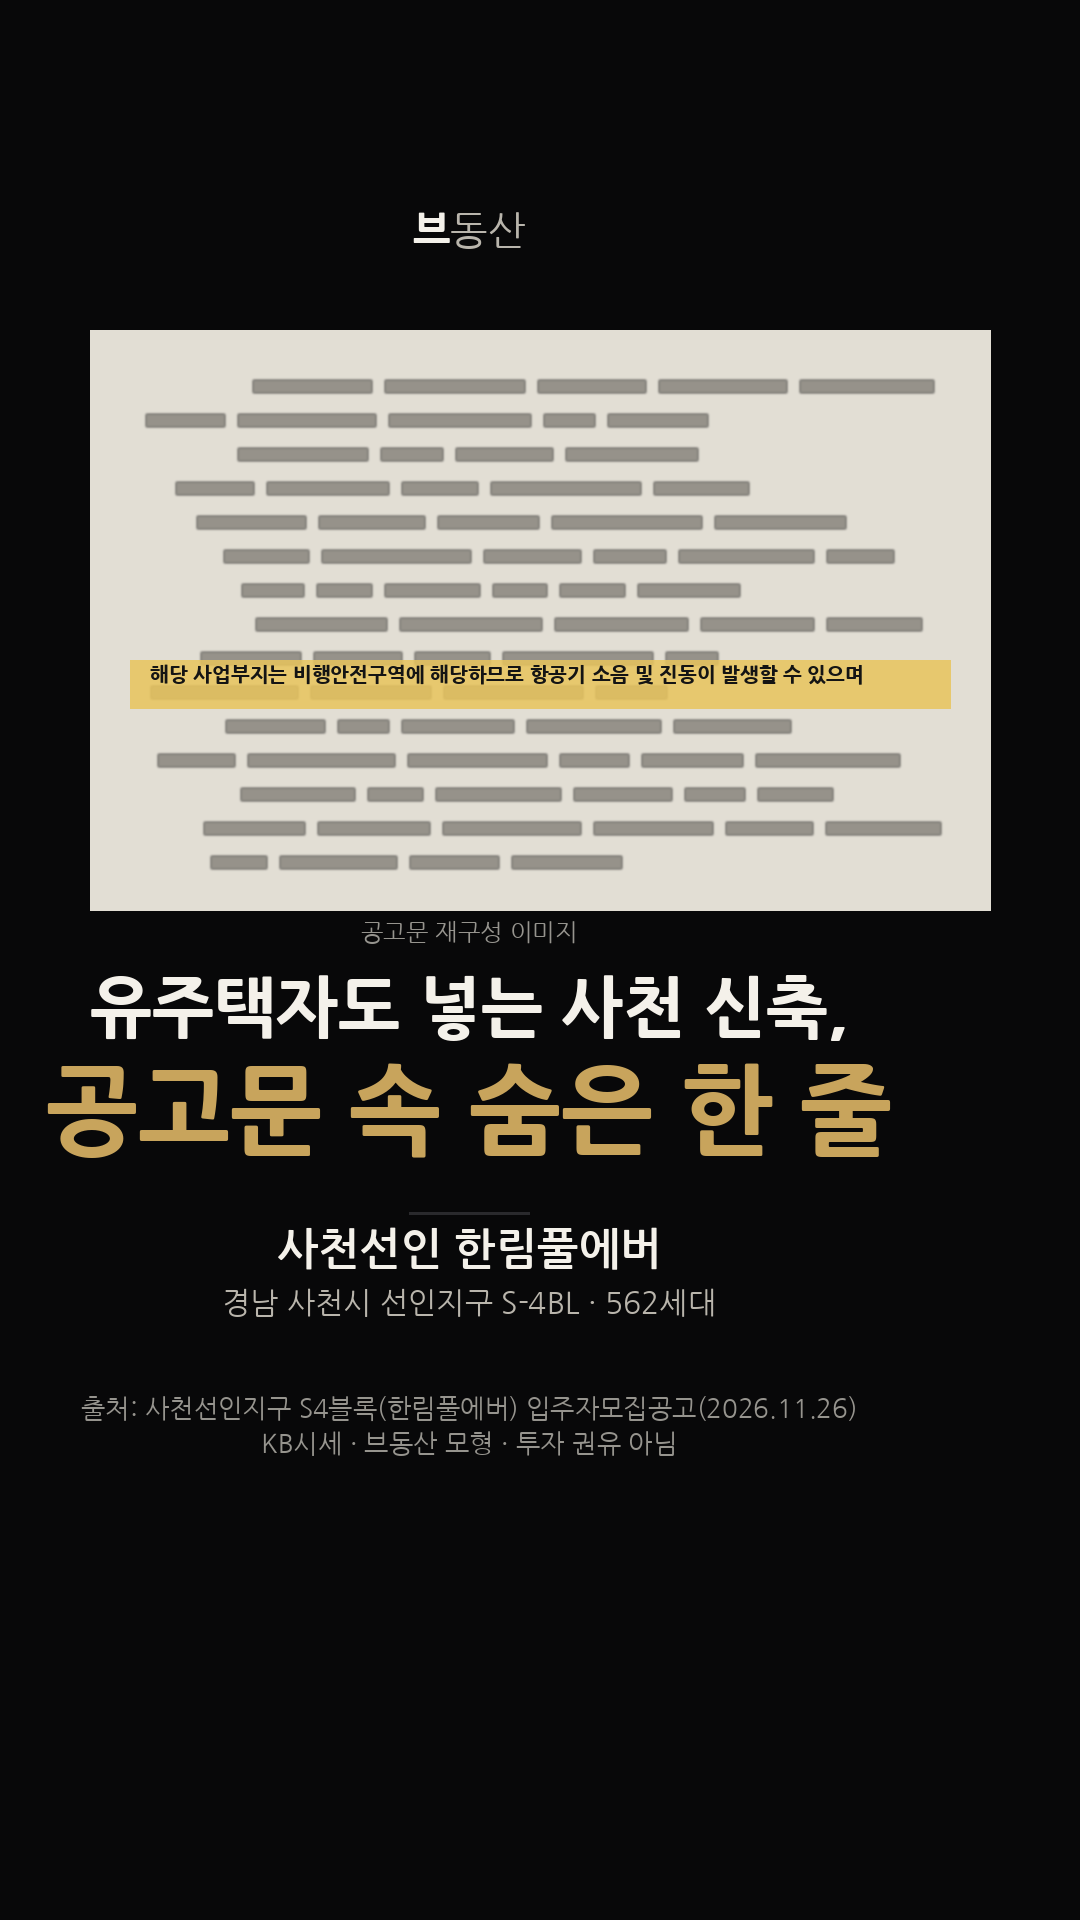 브동산
해당 사업부지는 비행안전구역에 해당하므로 항공기 소음 및 진동이 발생할 수 있으며
공고문 재구성 이미지
유주택자도 넣는 사천 신축,
공고문 속 숨은 한 줄
사천선인 한림풀에버
경남 사천시 선인지구 S-4BL · 562세대
출처: 사천선인지구 S4블록(한림풀에버) 입주자모집공고(2026.11.26)
KB시세 · 브동산 모형 · 투자 권유 아님